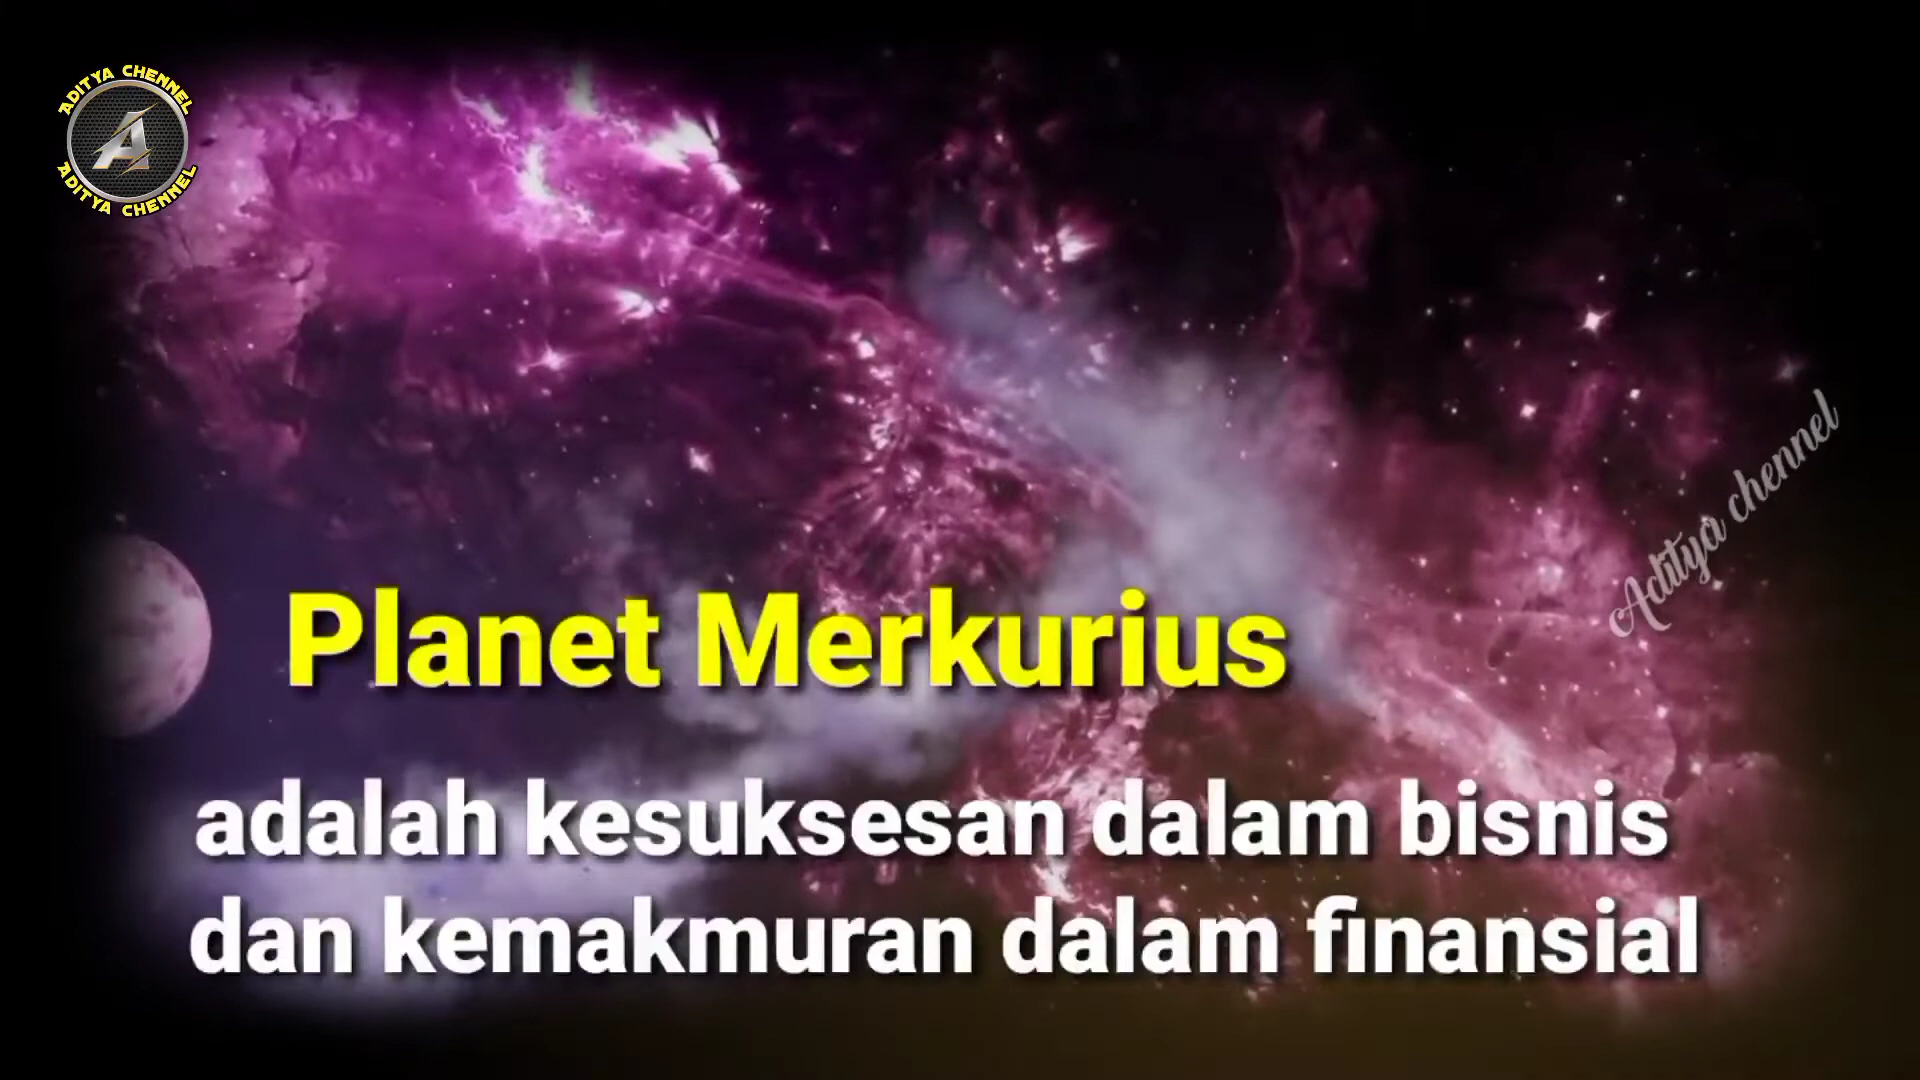 ADITYA CHENNEL
A
ADITYA CHENNEL
Aditya chennel
Planet Merkurius
adalah kesuksesan dalam bisnis
dan kemakmuran dalam finansial